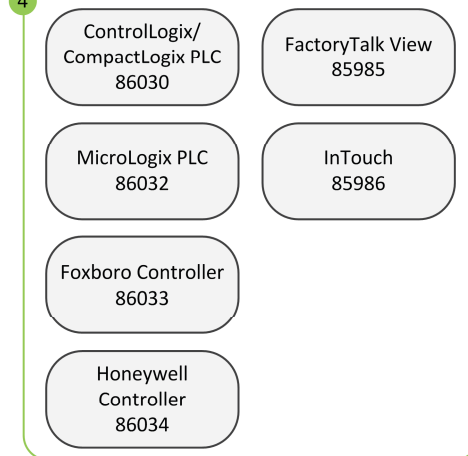 4
ControlLogix/
CompactLogix PLC
86030
FactoryTalk View
85985
MicroLogix PLC
86032
InTouch
85986
Foxboro Controller
86033
Honeywell
Controller
86034